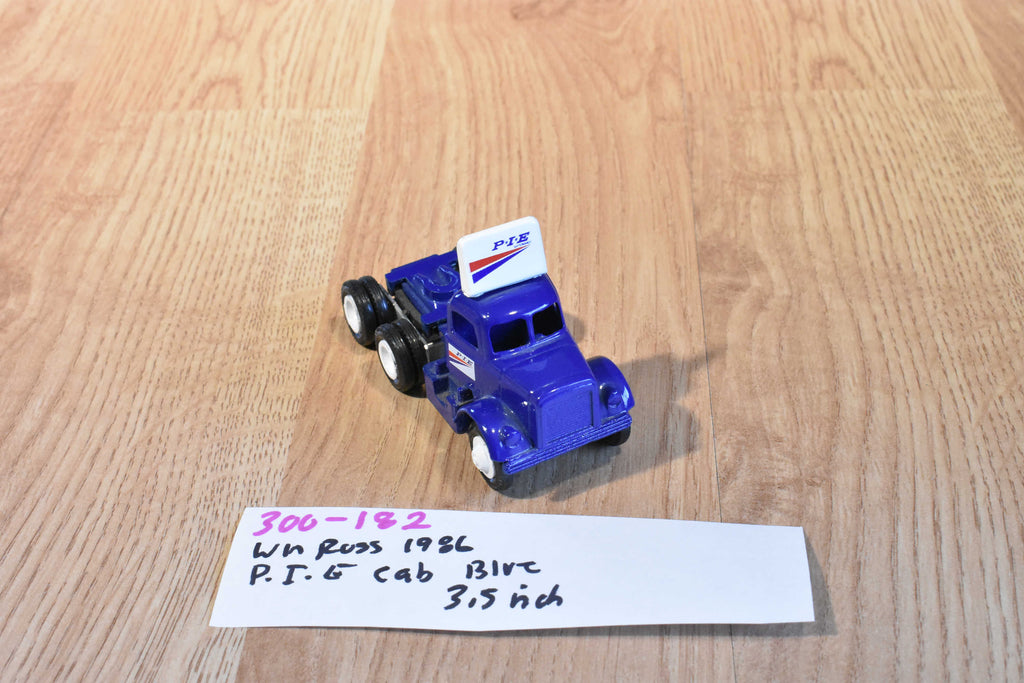 P·I·E
P·I·E
300-182
Wn Ross 1986
P.I.E cab Blue
3.5 inch